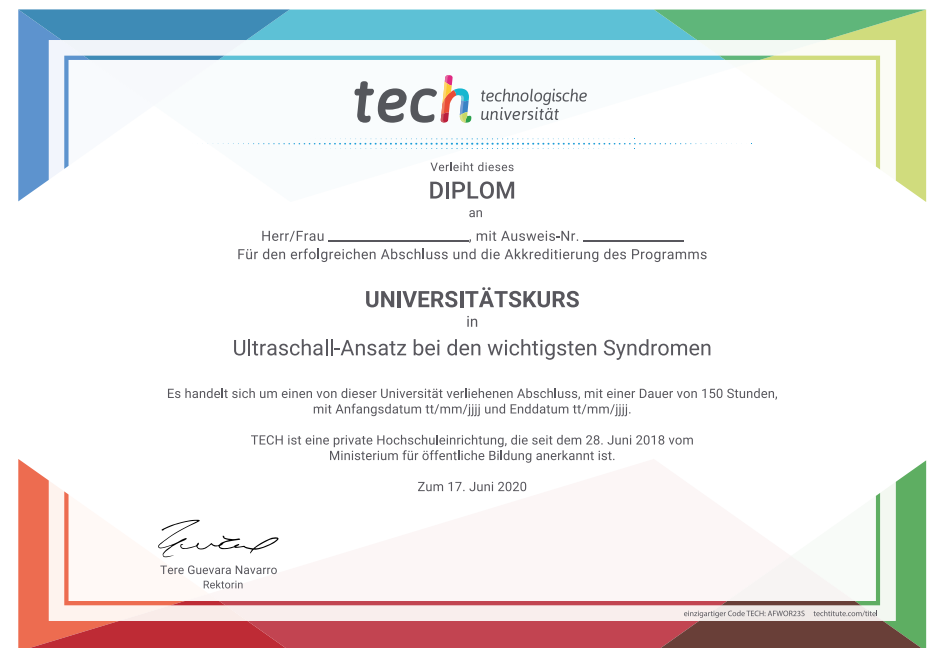 tech technologische
universität
Verleiht dieses
DIPLOM
an
Herr/Frau ____________________, mit Ausweis-Nr. ______________
Für den erfolgreichen Abschluss und die Akkreditierung des Programms
UNIVERSITÄTSKURS
in
Ultraschall-Ansatz bei den wichtigsten Syndromen
Es handelt sich um einen von dieser Universität verliehenen Abschluss, mit einer Dauer von 150 Stunden,
mit Anfangsdatum tt/mm/jjjj und Enddatum tt/mm/jjjj.
TECH ist eine private Hochschuleinrichtung, die seit dem 28. Juni 2018 vom
Ministerium für öffentliche Bildung anerkannt ist.
Zum 17. Juni 2020
Tere Guevara Navarro
Rektorin
einzigartiger Code TECH: AFWOR23S techtitute.com/titel